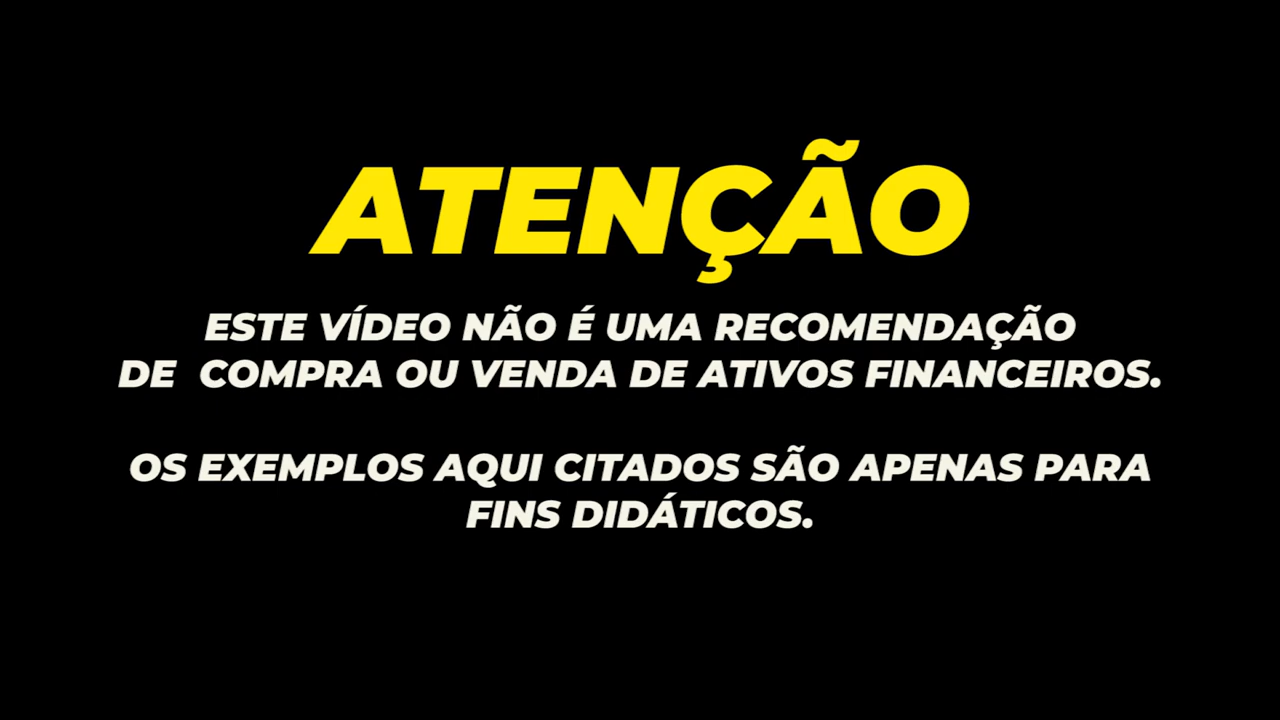 ATENÇÃO
ESTE VÍDEO NÃO É UMA RECOMENDAÇÃO
DE COMPRA OU VENDA DE ATIVOS FINANCEIROS.
OS EXEMPLOS AQUI CITADOS SÃO APENAS PARA
FINS DIDÁTICOS.